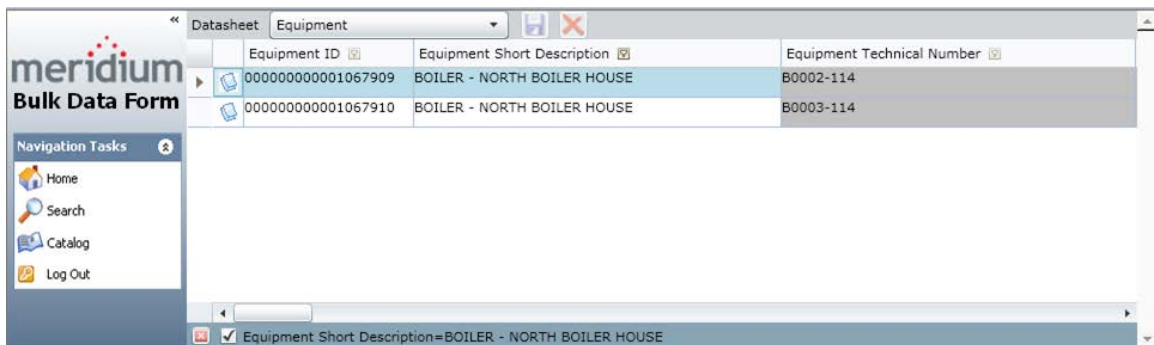 «
meridium
Bulk Data Form
Navigation Tasks
Home
Search
Catalog
Log Out
Datasheet Equipment
Equipment ID Equipment Short Description Equipment Technical Number
000000000001067909 BOILER - NORTH BOILER HOUSE B0002-114
000000000001067910 BOILER - NORTH BOILER HOUSE B0003-114
Equipment Short Description=BOILER - NORTH BOILER HOUSE